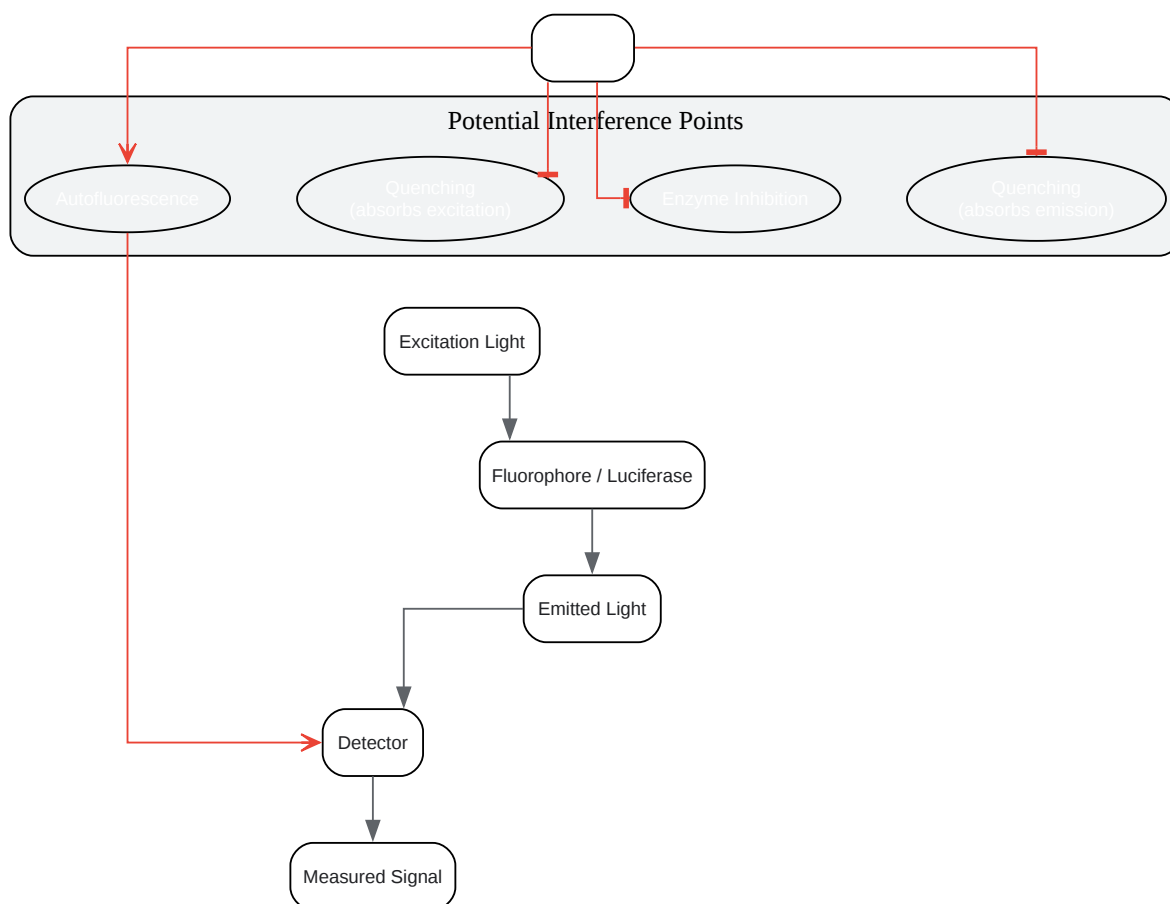 Potential Interference Points
Autofluorescence
Quenching
(absorbs excitation)
Enzyme Inhibition
Quenching
(absorbs emission)
Excitation Light
Fluorophore / Luciferase
Emitted Light
Detector
Measured Signal